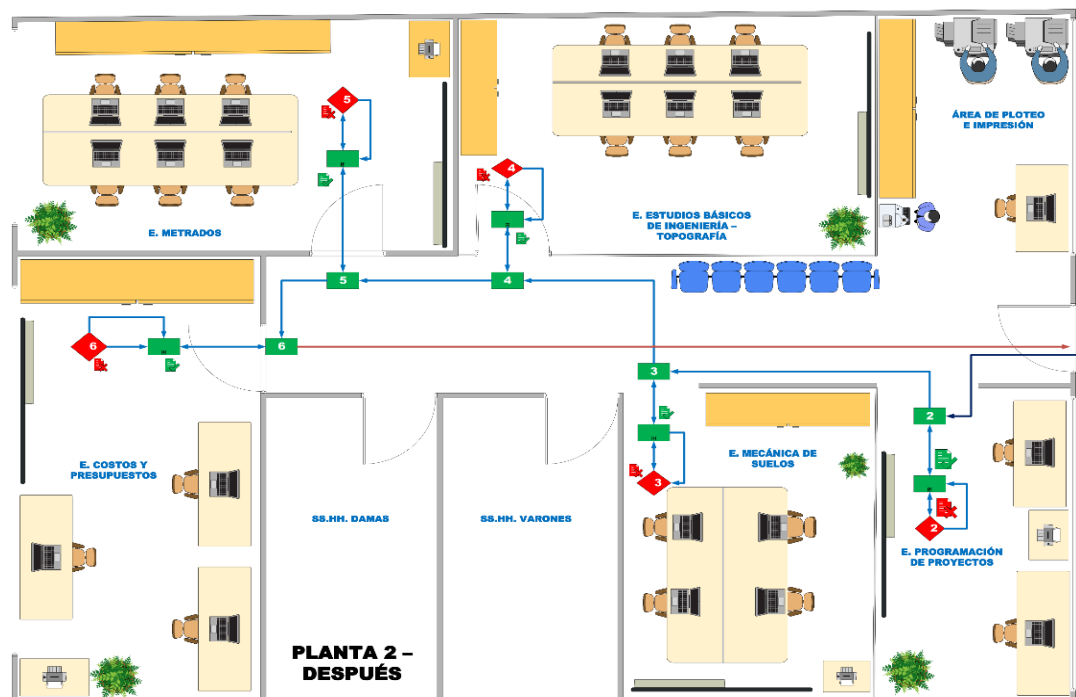 5
ÁREA DE PLOTEO
E IMPRESIÓN
4
E. METRADOS
E. ESTUDIOS BÁSICOS
DE INGENIERÍA –
TOPOGRAFÍA
5
4
6
6
3
2
E. COSTOS Y
PRESUPUESTOS
E. MECÁNICA DE
SUELOS
3
SS.HH. DAMAS
SS.HH. VARONES
2
E. PROGRAMACIÓN
DE PROYECTOS
PLANTA 2 –
DESPUÉS